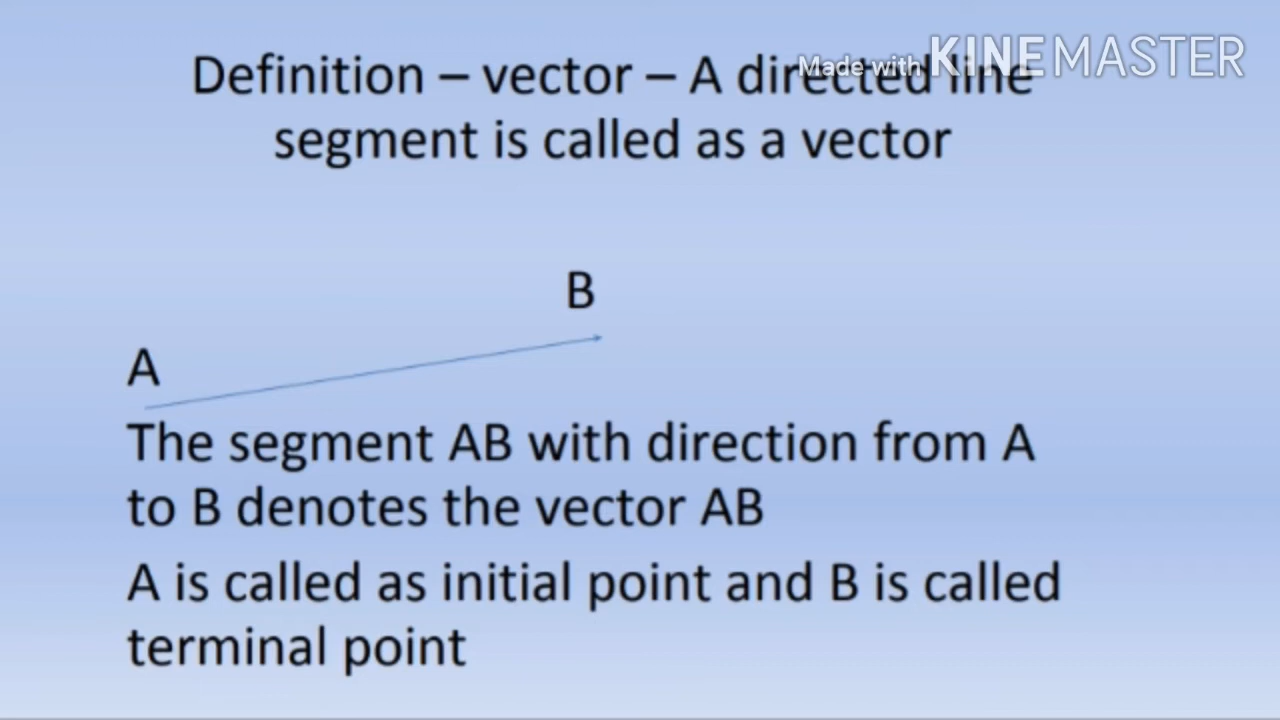 Made with KINEMASTER
Definition – vector – A directed line
segment is called as a vector
B
A
The segment AB with direction from A
to B denotes the vector AB
A is called as initial point and B is called
terminal point